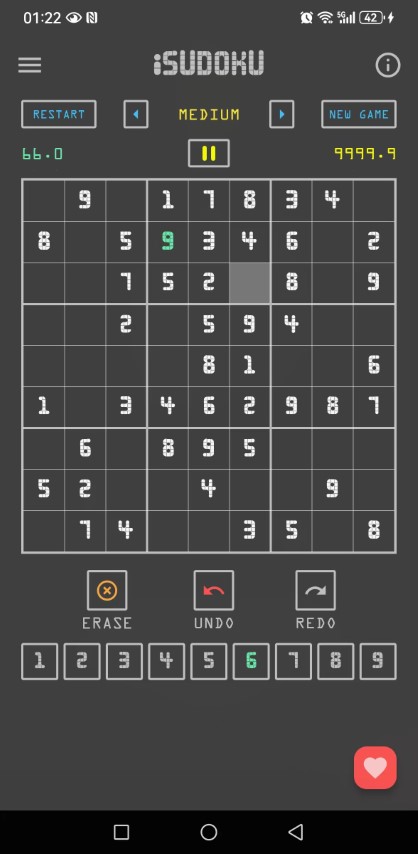 01:22 5G 42
iSUDOKU
RESTART MEDIUM NEW GAME
66.0 9999.9
9 1 7 8 3 4
8 5 9 3 4 6 2
7 5 2 8 9
2 5 9 4
8 1 6
1 3 4 6 2 9 8 7
6 8 9 5
5 2 4 9
7 4 3 5 8
ERASE UNDO REDO
1 2 3 4 5 6 7 8 9